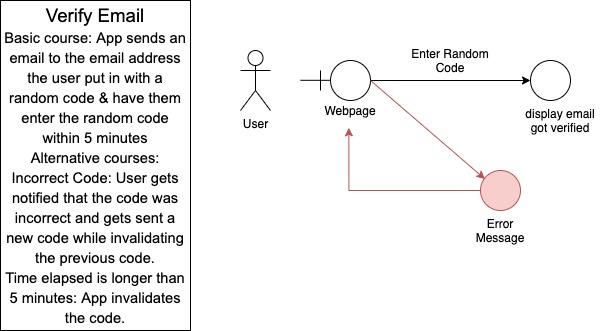 Verify Email
Basic course: App sends an
email to the email address
the user put in with a
random code & have them
enter the random code
within 5 minutes
Alternative courses:
Incorrect Code: User gets
notified that the code was
incorrect and gets sent a
new code while invalidating
the previous code.
Time elapsed is longer than
5 minutes: App invalidates
the code.
User
Webpage
Enter Random
Code
display email
got verified
Error
Message